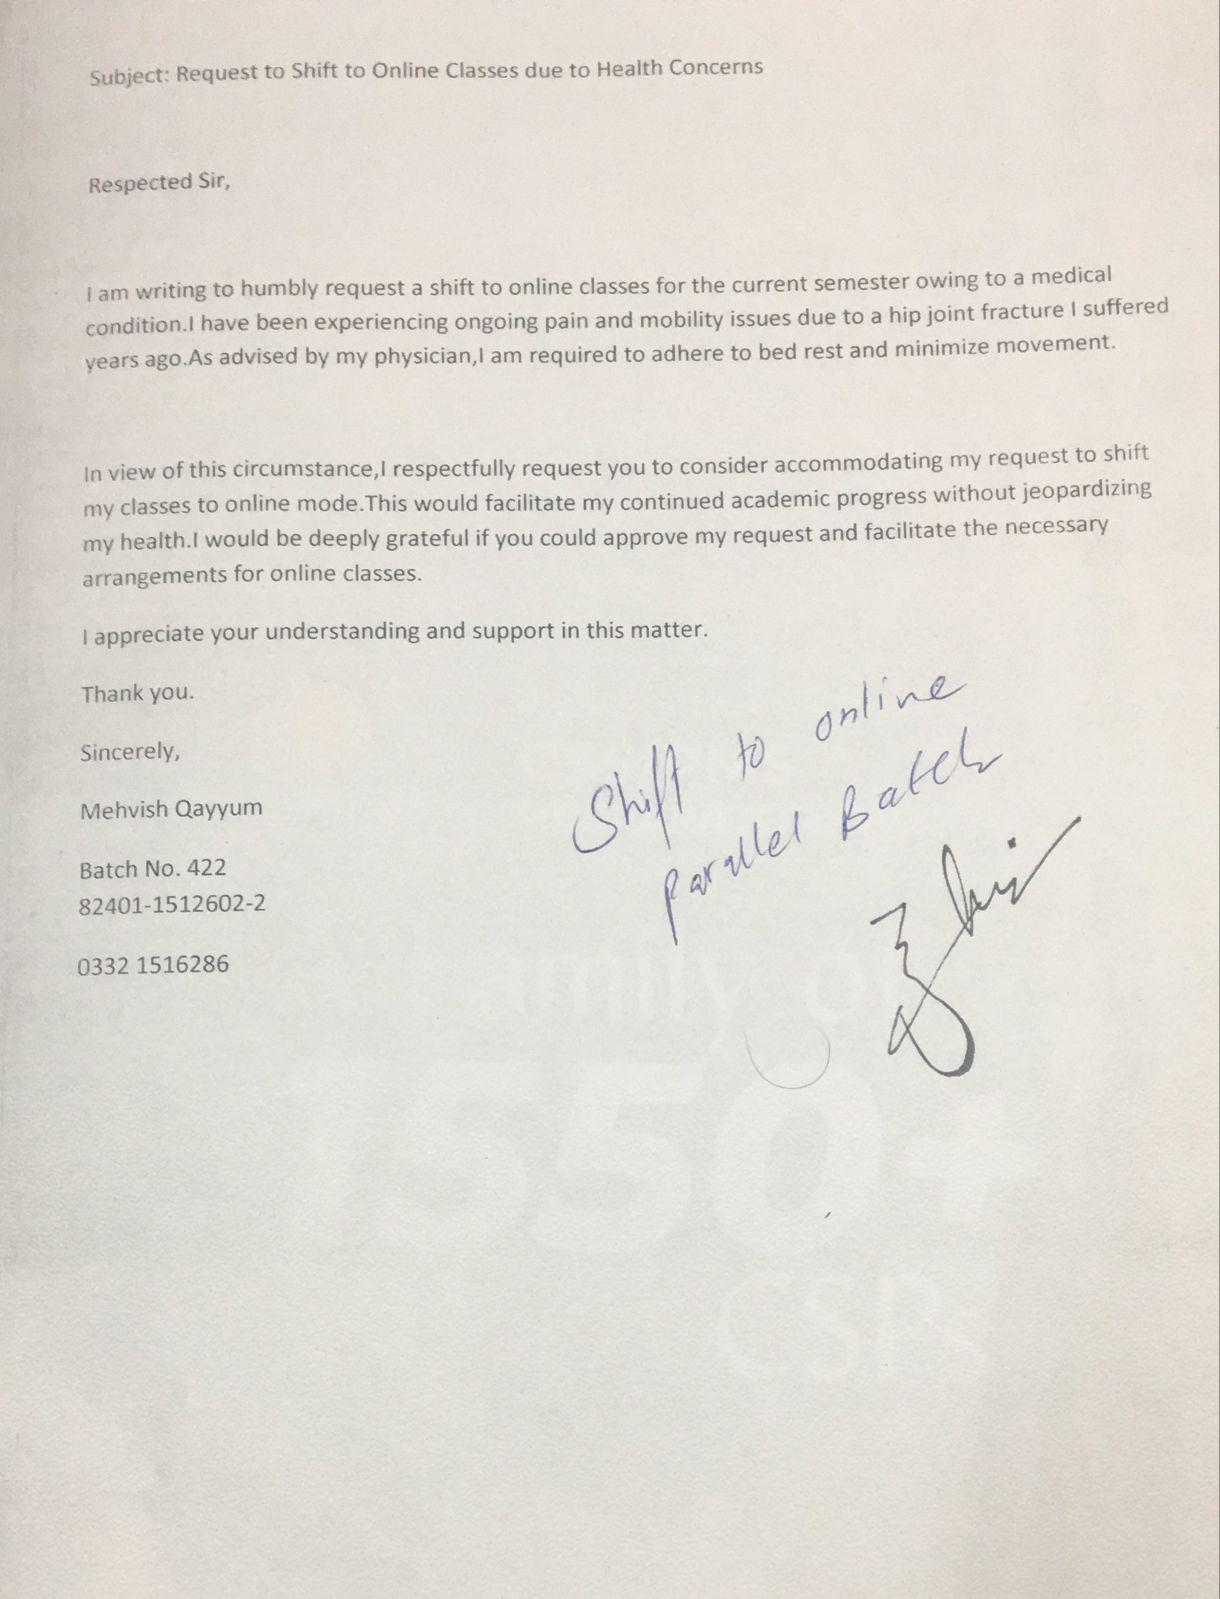 Subject: Request to Shift to Online Classes due to Health Concerns
Respected Sir,
I am writing to humbly request a shift to online classes for the current semester owing to a medical
condition.I have been experiencing ongoing pain and mobility issues due to a hip joint fracture I suffered
years ago.As advised by my physician,I am required to adhere to bed rest and minimize movement.
In view of this circumstance,I respectfully request you to consider accommodating my request to shift
my classes to online mode.This would facilitate my continued academic progress without jeopardizing
my health.I would be deeply grateful if you could approve my request and facilitate the necessary
arrangements for online classes.
I appreciate your understanding and support in this matter.
Thank you.
Sincerely,
Mehvish Qayyum
Batch No. 422
82401-1512602-2
0332 1516286
Shift to online
parallel Batch
550+
CSPs